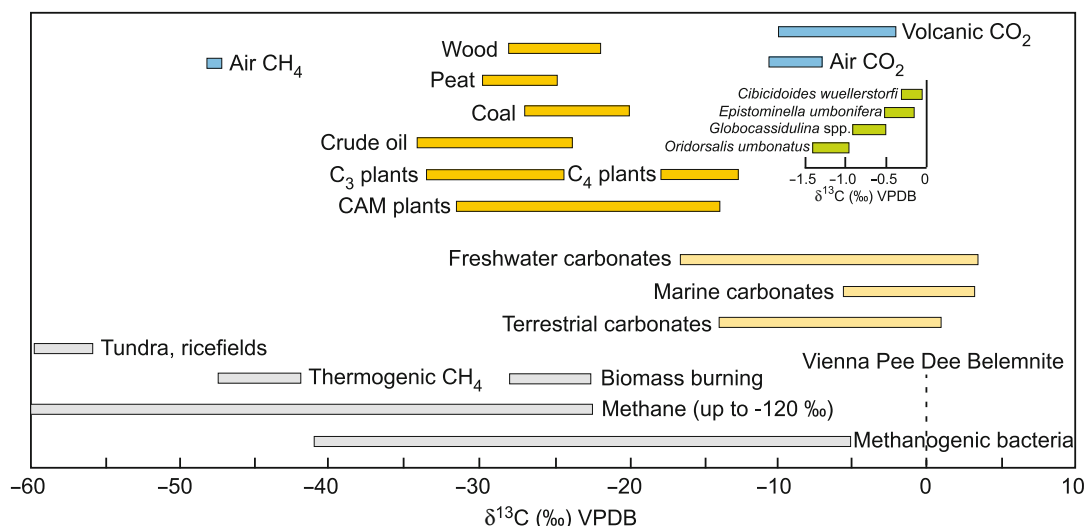 Volcanic CO₂
Wood
Air CH₄
Air CO₂
Peat
Cibicidoides wuellerstorfi
Coal
Epistominella umbonifera
Globocassidulina spp.
Crude oil
Oridorsalis umbonatus
C₃ plants
C₄ plants
−1.5 −1.0 −0.5 0
δ¹³C (‰) VPDB
CAM plants
Freshwater carbonates
Marine carbonates
Terrestrial carbonates
Tundra, ricefields
Vienna Pee Dee Belemnite
Thermogenic CH₄
Biomass burning
Methane (up to -120 ‰)
Methanogenic bacteria
−60 −50 −40 −30 −20 −10 0 10
δ¹³C (‰) VPDB